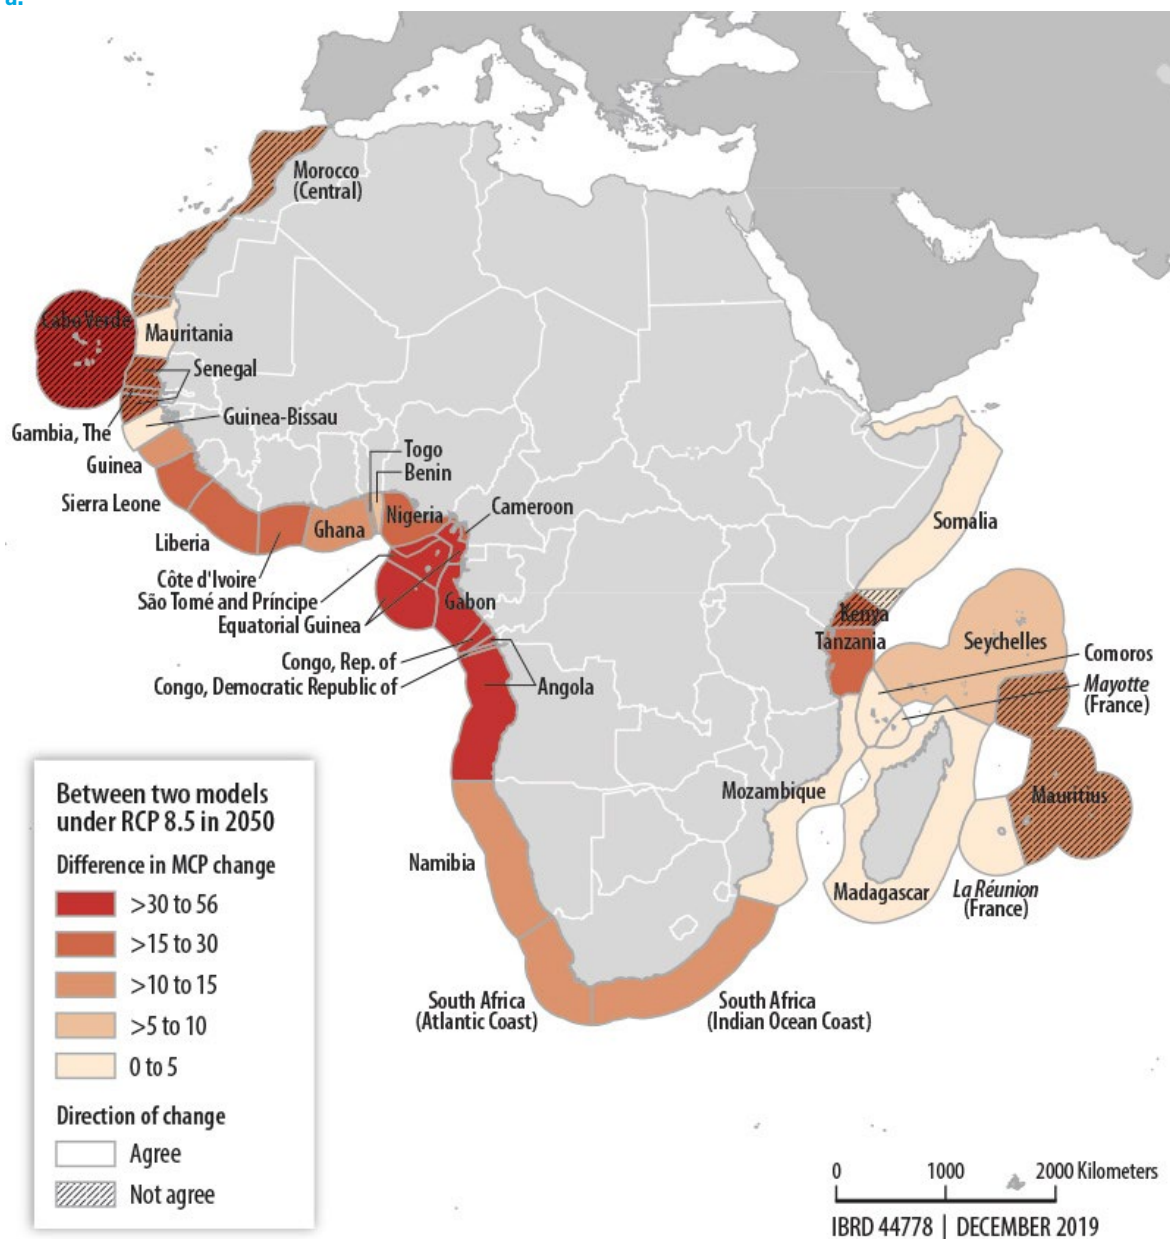 a.
Morocco
(Central)
Cabo Verde
Mauritania
Senegal
Gambia, The
Guinea-Bissau
Guinea
Sierra Leone
Liberia
Côte d'Ivoire
Ghana
Togo
Benin
Nigeria
Cameroon
São Tomé and Príncipe
Equatorial Guinea
Gabon
Congo, Rep. of
Congo, Democratic Republic of
Angola
Somalia
Kenya
Tanzania
Seychelles
Comoros
Mayotte
(France)
Mozambique
Mauritius
Madagascar
La Réunion
(France)
Namibia
South Africa
(Atlantic Coast)
South Africa
(Indian Ocean Coast)
Between two models
under RCP 8.5 in 2050
Difference in MCP change
>30 to 56
>15 to 30
>10 to 15
>5 to 10
0 to 5
Direction of change
Agree
Not agree
0 1000 2000 Kilometers
IBRD 44778 | DECEMBER 2019